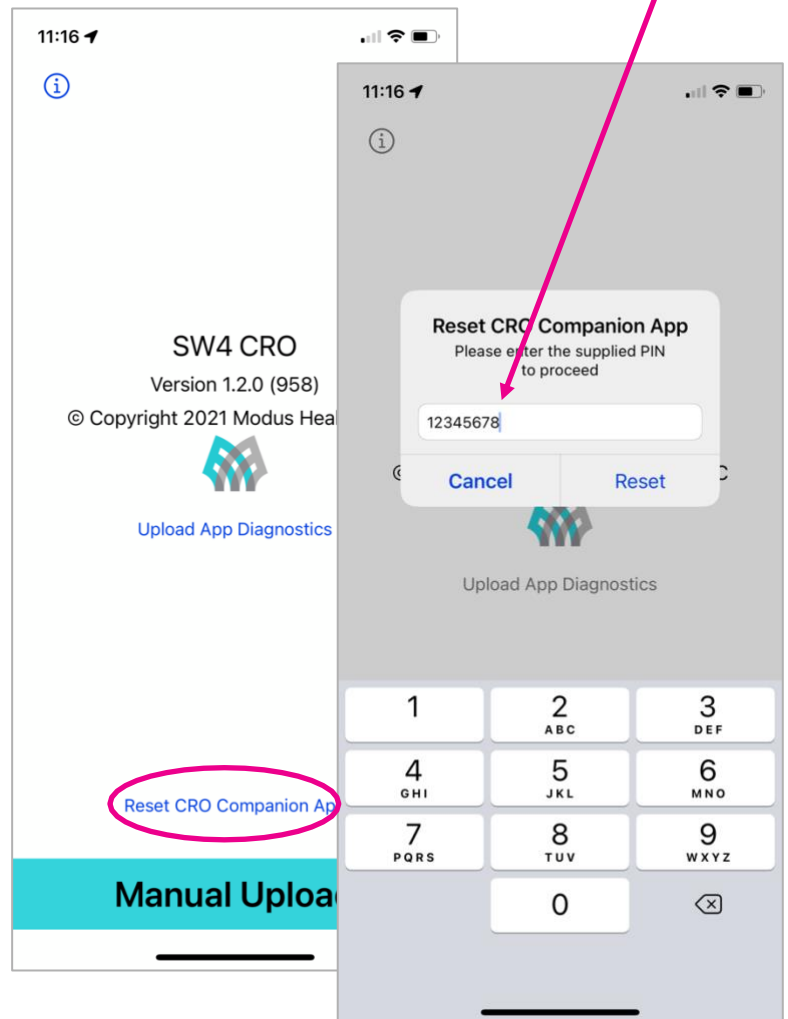 11:16
SW4 CRO
Version 1.2.0 (958)
© Copyright 2021 Modus Heal
Upload App Diagnostics
Reset CRO Companion Ap
Manual Uploa
11:16
Reset CRO Companion App
Please enter the supplied PIN
to proceed
12345678
Cancel Reset
©
C
Upload App Diagnostics
1 2 3
ABC DEF
4 5 6
GHI JKL MNO
7 8 9
PQRS TUV WXYZ
0